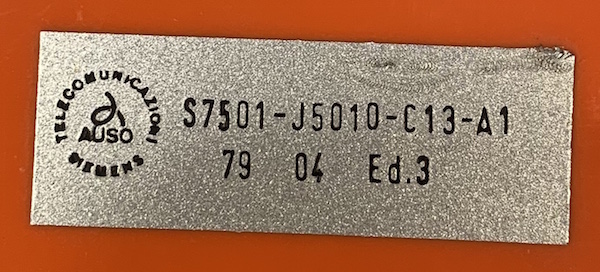 TELECOMUNICAZIONI
AUSO
SIEMENS
S7501-J5010-C13-A1
79 04 Ed.3